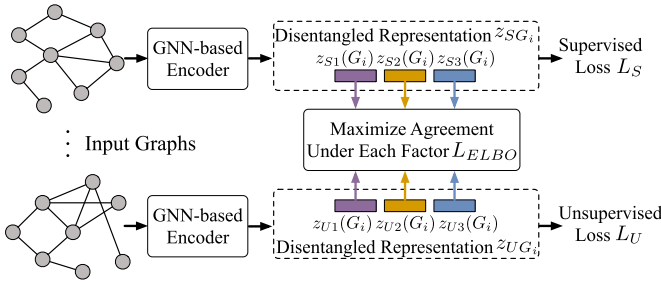 GNN-based
Encoder
Disentangled Representation z_{SG_i}
z_{S1}(G_i) z_{S2}(G_i) z_{S3}(G_i)
Supervised
Loss L_S
Input Graphs
Maximize Agreement
Under Each Factor L_{ELBO}
GNN-based
Encoder
z_{U1}(G_i) z_{U2}(G_i) z_{U3}(G_i)
Disentangled Representation z_{UG_i}
Unsupervised
Loss L_U